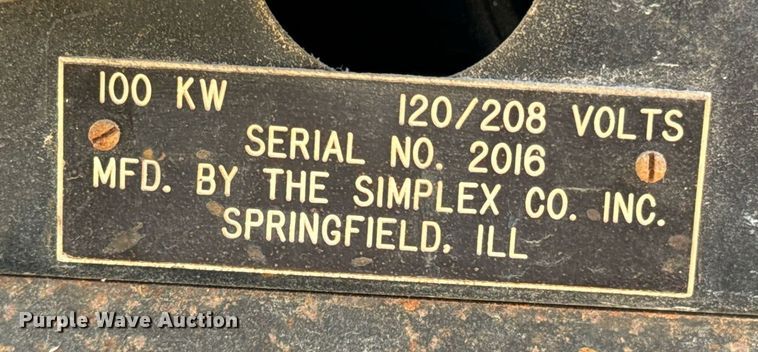 100 KW 120/208 VOLTS
SERIAL NO. 2016
MFD. BY THE SIMPLEX CO. INC.
SPRINGFIELD, ILL
Purple Wave Auction